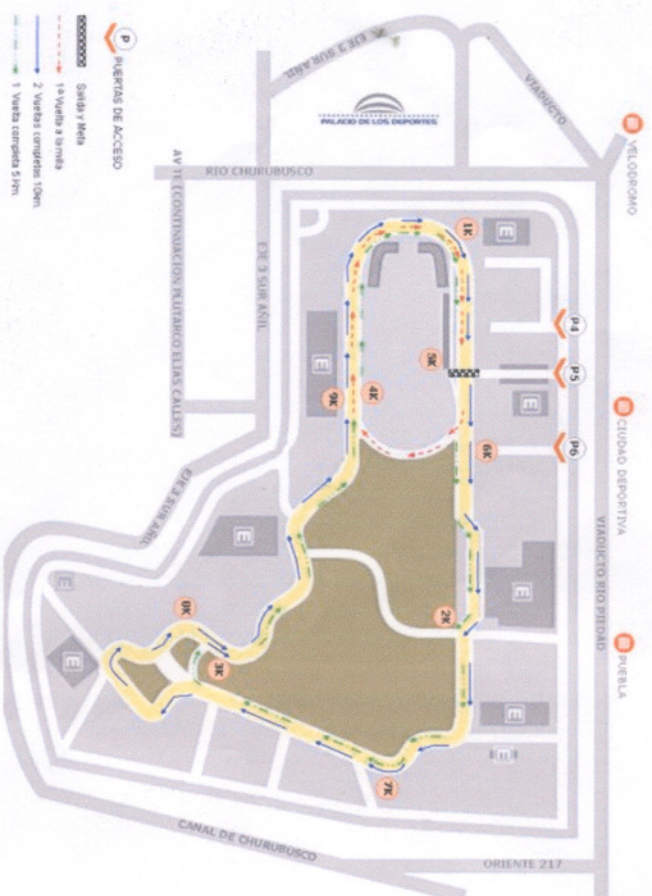 VELODROMO
CIUDAD DEPORTIVA
PUEBLA
VIADUCTO
VIADUCTO RIO PIEDAD
EJE 3 SUR AÑIL
PALACIO DE LOS DEPORTES
RIO CHURUBUSCO
P4
P5
P6
E
E
E
E
E
1K
5K
6K
2K
4K
9K
7K
8K
3K
E
E
E
E
EJE 3 SUR AÑIL
EJE 3 SUR AÑIL
AV TE (CONTINUACION PLUTARCO ELIAS CALLES)
CANAL DE CHURUBUSCO
ORIENTE 217
P PUERTAS DE ACCESO
Salida y Meta
1ª Vuelta a la milla
2 Vueltas completas 10km.
1 Vuelta completa 5 km.